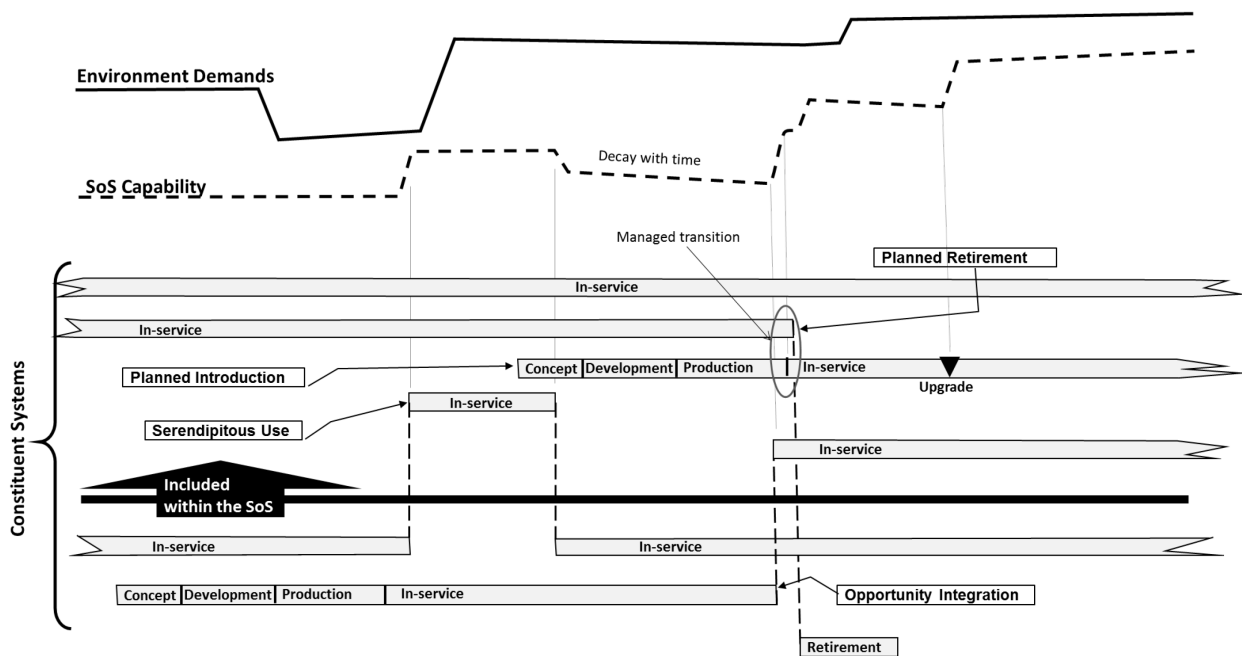 Environment Demands
Decay with time
SoS Capability
Managed transition
Planned Retirement
In-service
In-service
Planned Introduction
Concept
Development
Production
In-service
Upgrade
In-service
Serendipitous Use
In-service
Included
within the SoS
Constituent Systems
In-service
In-service
Concept
Development
Production
In-service
Opportunity Integration
Retirement